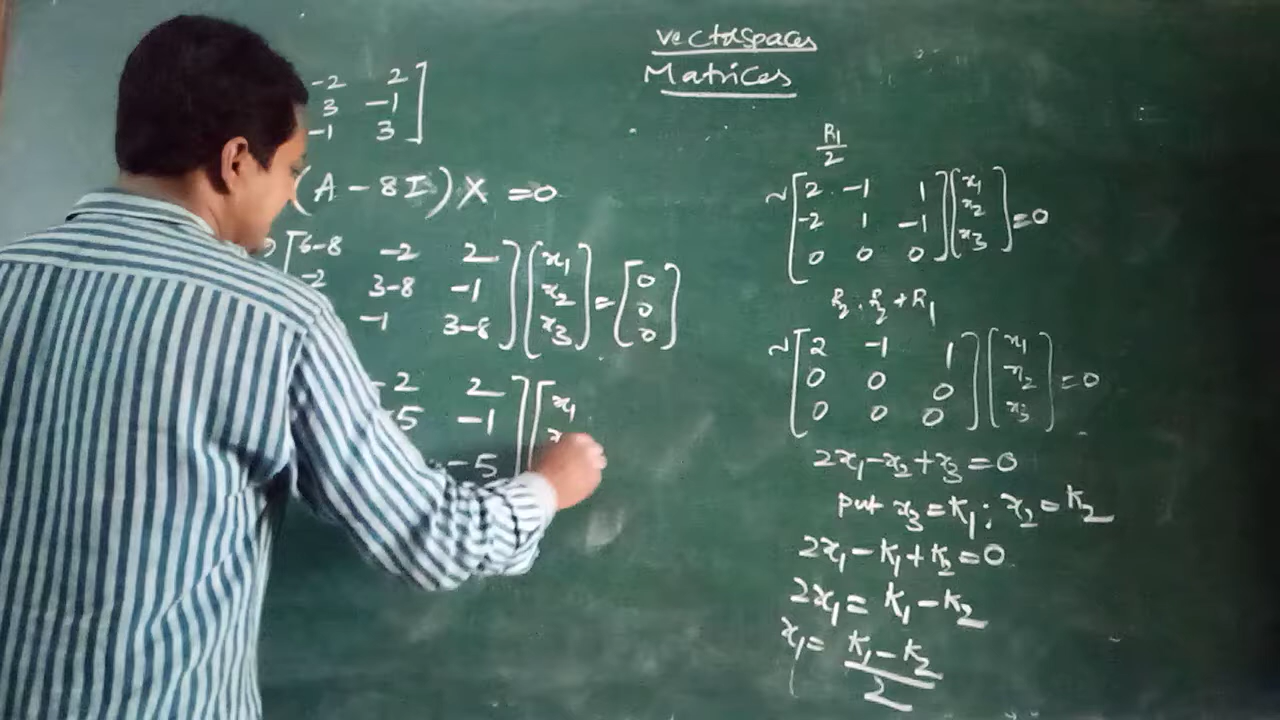 vectorspaces
Matrices
-2 2
3 -1
-1 3
(A - 8I) X = 0
6-8 -2 2 x1 0
-2 3-8 -1 x2 = 0
-1 3-8 x3 0
-2 2 x1
-5 -1
-5
R1/2
~ 2 -1 1 x1
-2 1 -1 x2 = 0
0 0 0 x3
R2: R2 + R1
~ 2 -1 1 x1
0 0 0 x2 = 0
0 0 0 x3
2x1 - x2 + x3 = 0
put x3 = K1; x2 = K2
2x1 - K1 + K2 = 0
2x1 = K1 - K2
x1 = K1 - K2
2